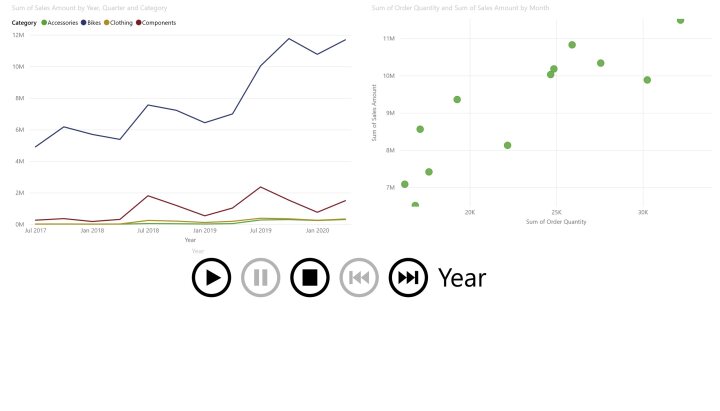 Sum of Sales Amount by Year, Quarter and Category
Category Accessories Bikes Clothing Components
12M
10M
8M
6M
4M
2M
0M
Jul 2017 Jan 2018 Jul 2018 Jan 2019 Jul 2019 Jan 2020
Year
Sum of Order Quantity and Sum of Sales Amount by Month
Sum of Sales Amount
11M
10M
9M
8M
7M
20K 25K 30K
Sum of Order Quantity
Year
Year